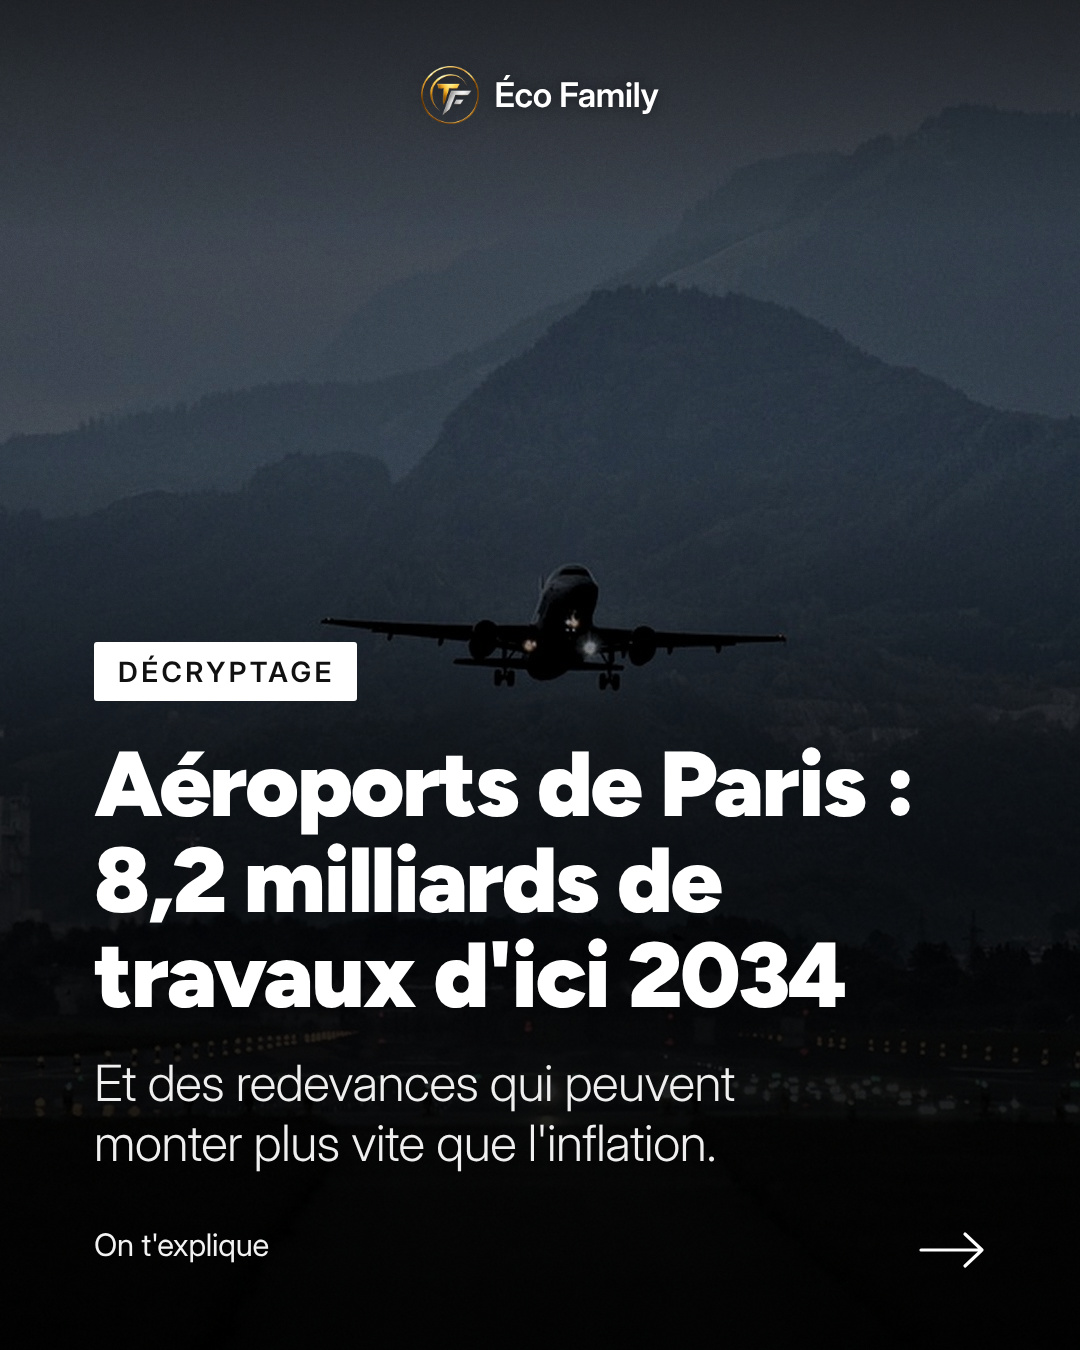 Éco Family
DÉCRYPTAGE
Aéroports de Paris :
8,2 milliards de
travaux d'ici 2034
Et des redevances qui peuvent
monter plus vite que l'inflation.
On t'explique